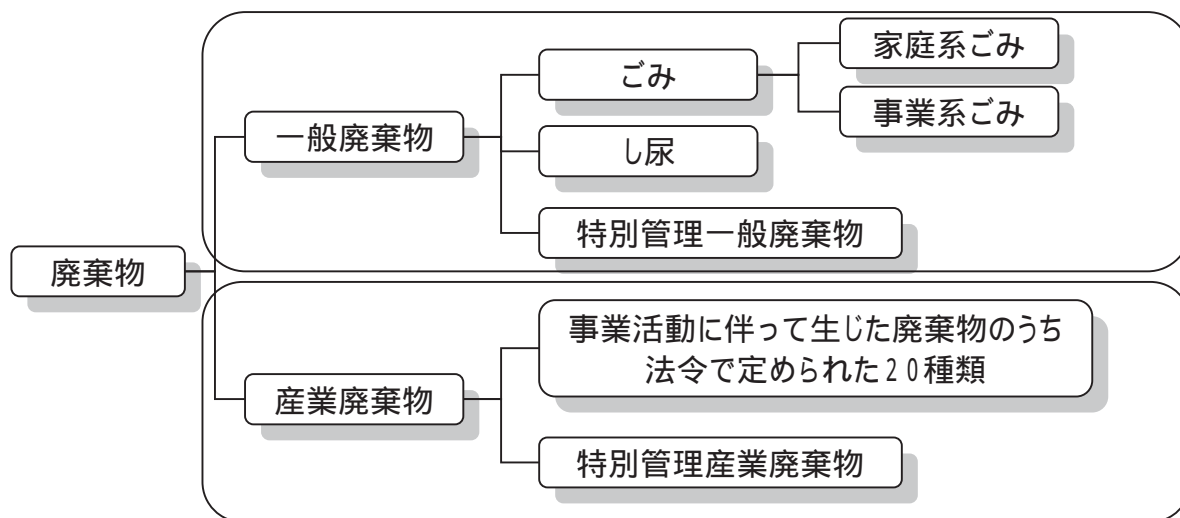 廃棄物
一般廃棄物
ごみ
家庭系ごみ
事業系ごみ
し尿
特別管理一般廃棄物
産業廃棄物
事業活動に伴って生じた廃棄物のうち
法令で定められた20種類
特別管理産業廃棄物